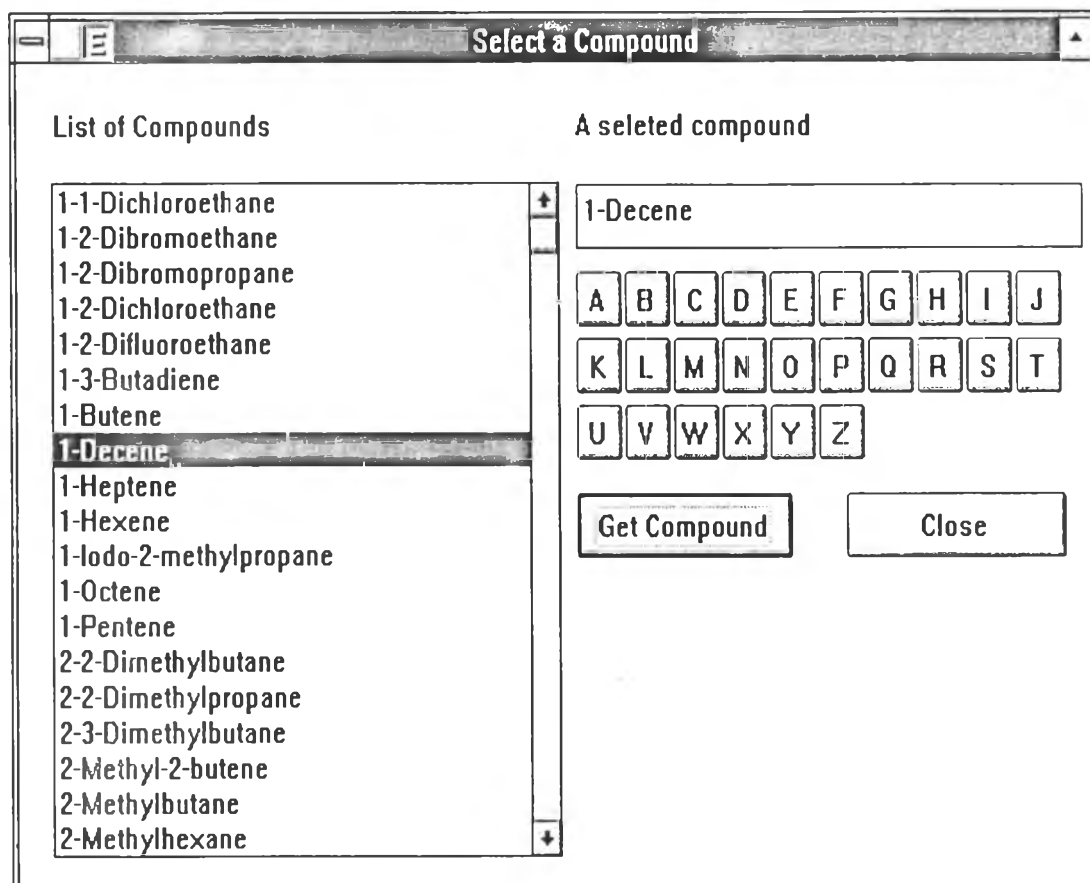 Select a Compound
List of Compounds
1-1-Dichloroethane
1-2-Dibromoethane
1-2-Dibromopropane
1-2-Dichloroethane
1-2-Difluoroethane
1-3-Butadiene
1-Butene
1-Decene
1-Heptene
1-Hexene
1-Iodo-2-methylpropane
1-Octene
1-Pentene
2-2-Dimethylbutane
2-2-Dimethylpropane
2-3-Dimethylbutane
2-Methyl-2-butene
2-Methylbutane
2-Methylhexane
A seleted compound
1-Decene
A B C D E F G H I J
K L M N O P Q R S T
U V W X Y Z
Get Compound Close